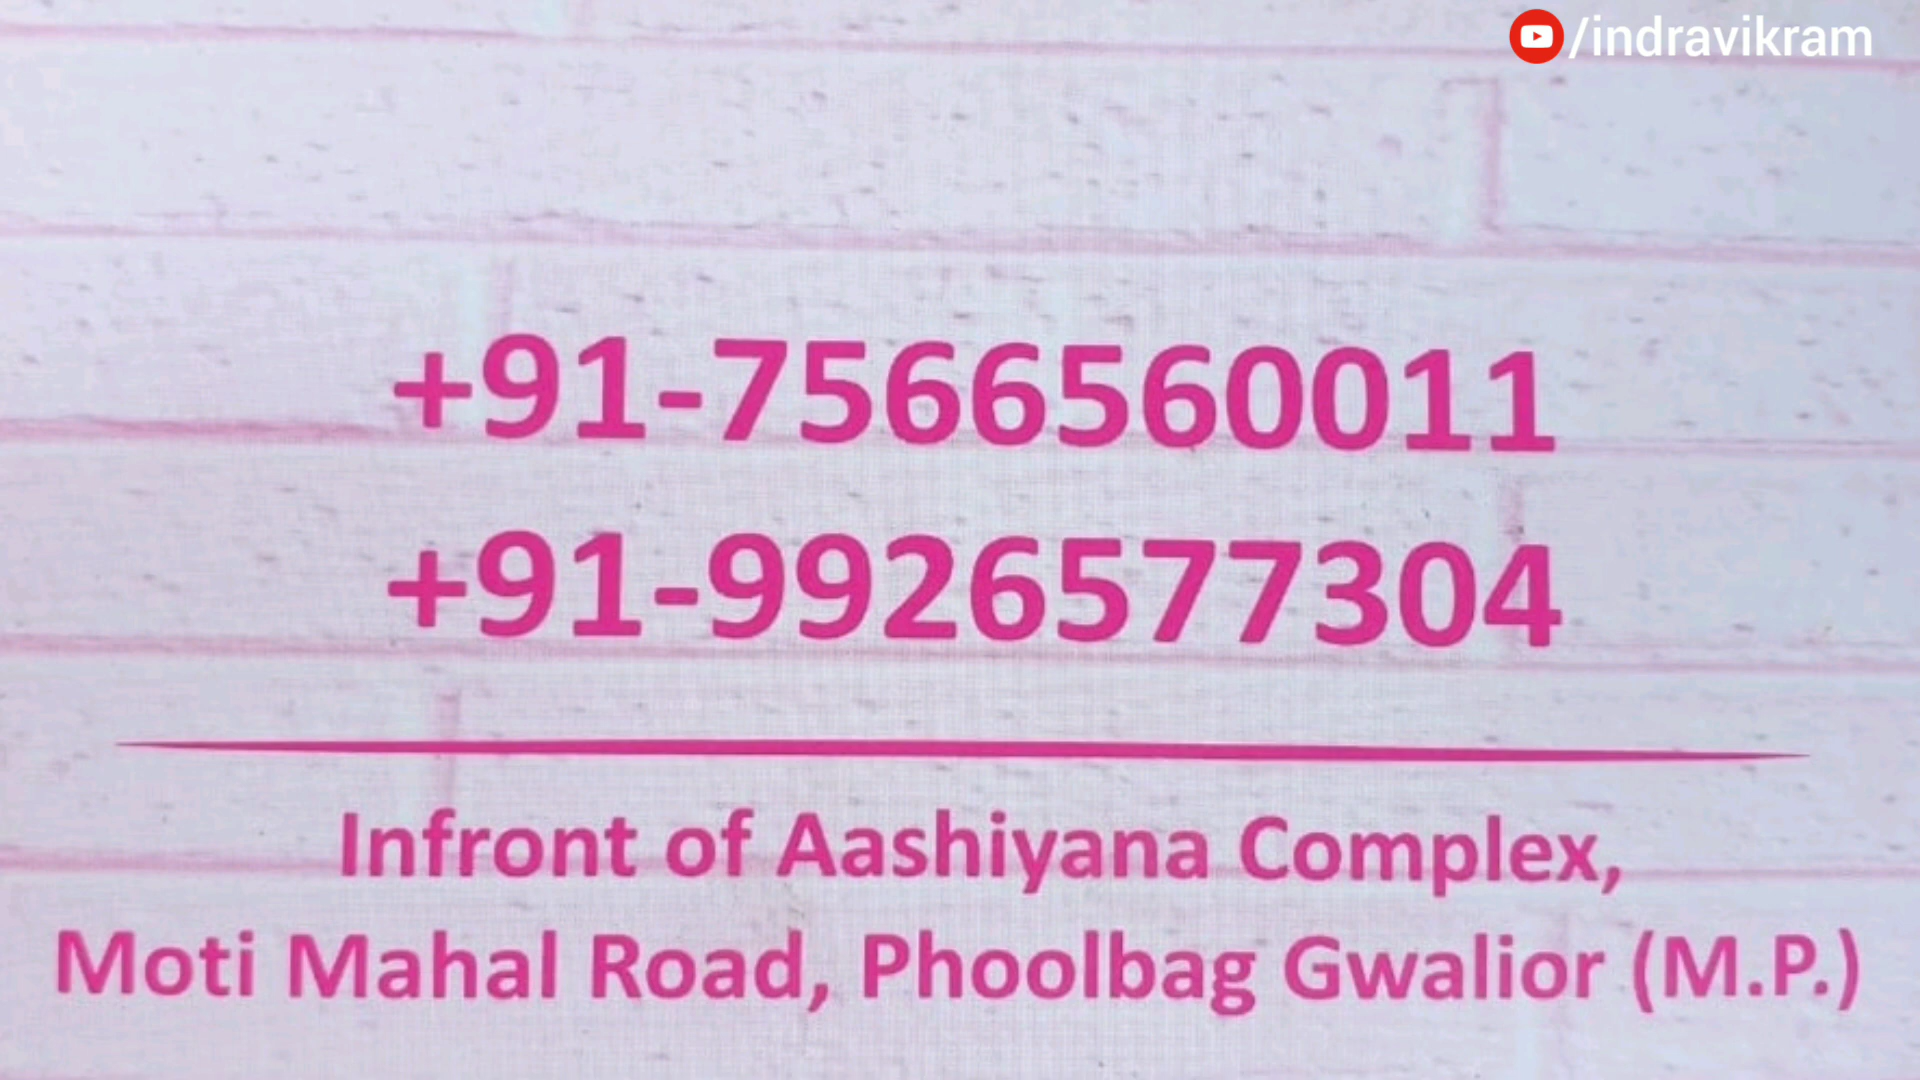 /indravikram
+91-7566560011
+91-9926577304
Infront of Aashiyana Complex,
Moti Mahal Road, Phoolbag Gwalior (M.P.)